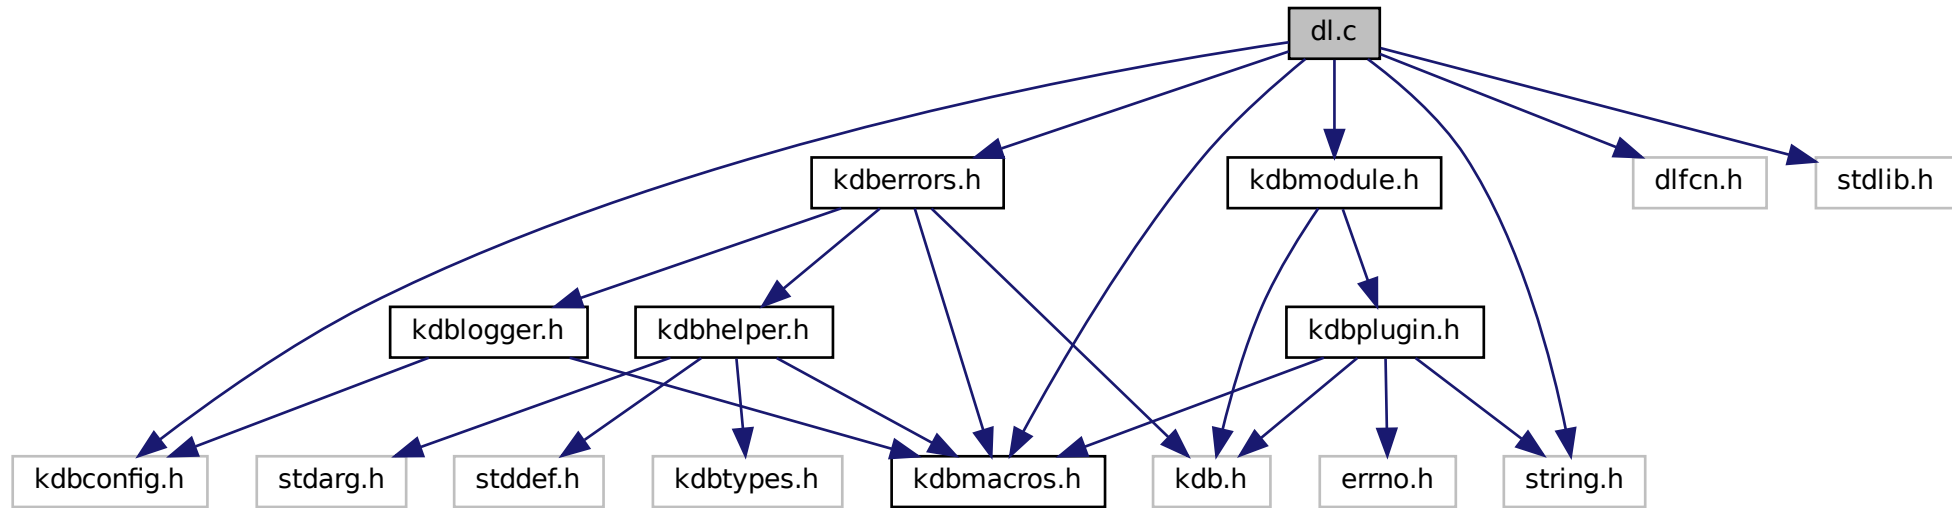 dl.c
kdberrors.h
kdbmodule.h
dlfcn.h
stdlib.h
kdblogger.h
kdbhelper.h
kdbplugin.h
kdbconfig.h
stdarg.h
stddef.h
kdbtypes.h
kdbmacros.h
kdb.h
errno.h
string.h